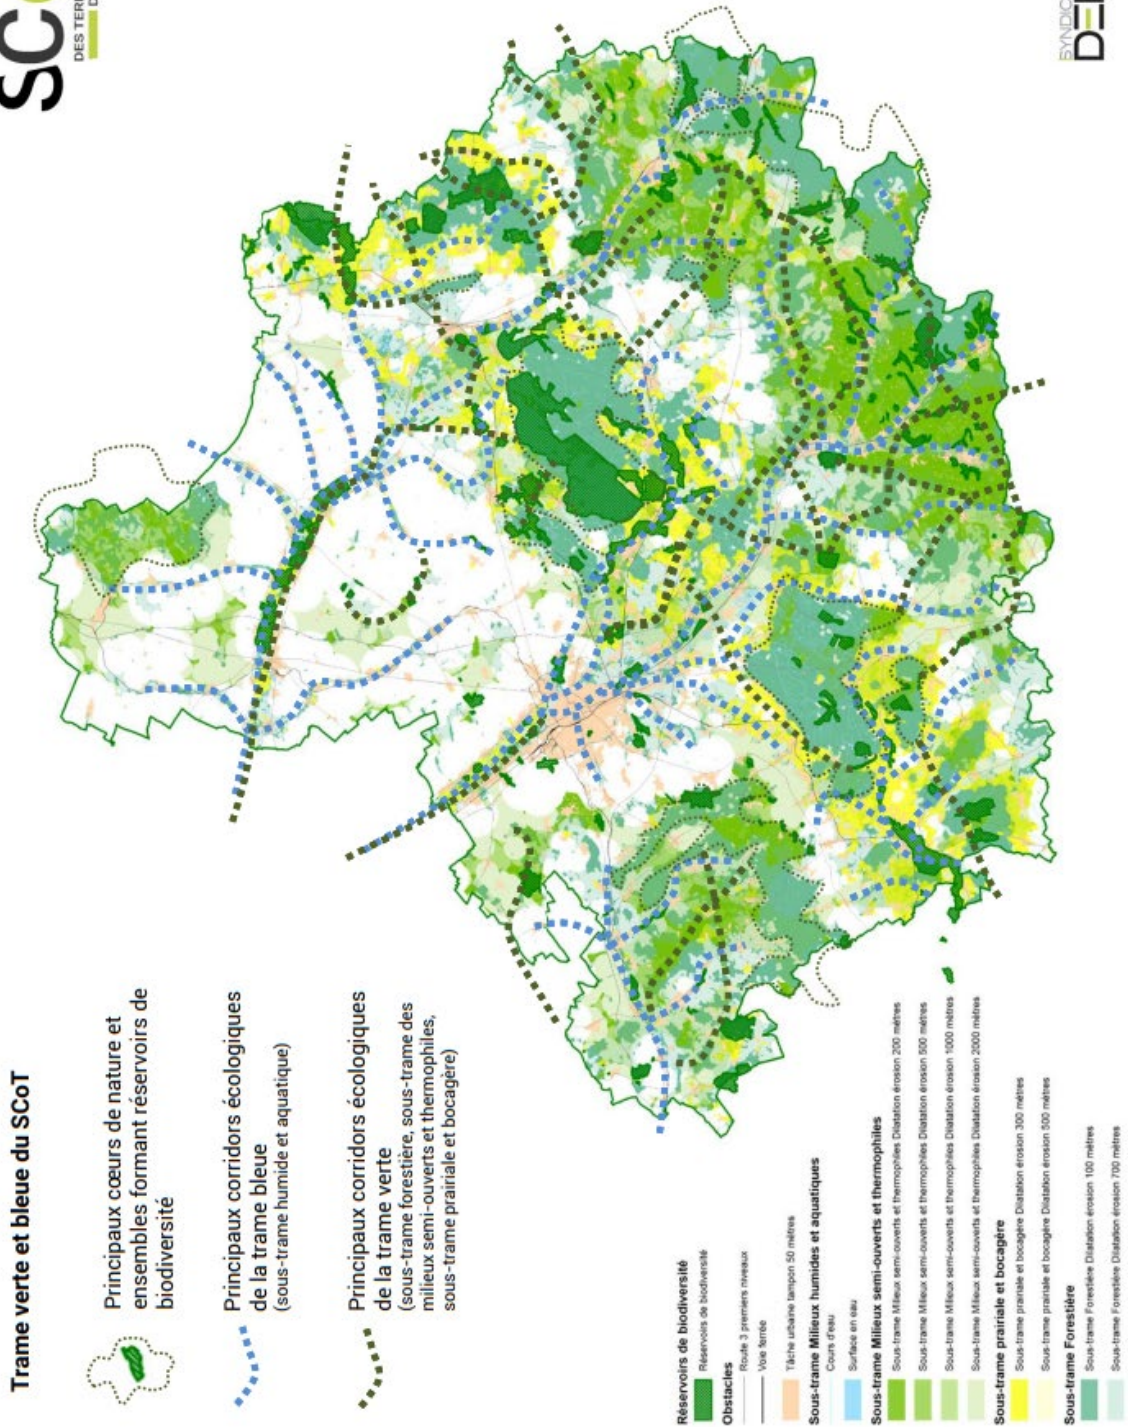 Trame verte et bleue du SCoT
SC
DES TERI
D
Principaux cœurs de nature et
ensembles formant réservoirs de
biodiversité
Principaux corridors écologiques
de la trame bleue
(sous-trame humide et aquatique)
Principaux corridors écologiques
de la trame verte
(sous-trame forestière, sous-trame des
milieux semi-ouverts et thermophiles,
sous-trame prairiale et bocagère)
Réservoirs de biodiversité
Réservoirs de biodiversité
Obstacles
Route 3 premiers niveaux
Voie ferrée
Tâche urbaine tampon 50 mètres
Sous-trame Milieux humides et aquatiques
Cours d'eau
Surface en eau
Sous-trame Milieux semi-ouverts et thermophiles
Sous-trame Milieux semi-ouverts et thermophiles Dilatation érosion 200 mètres
Sous-trame Milieux semi-ouverts et thermophiles Dilatation érosion 500 mètres
Sous-trame Milieux semi-ouverts et thermophiles Dilatation érosion 1000 mètres
Sous-trame Milieux semi-ouverts et thermophiles Dilatation érosion 2000 mètres
Sous-trame prairiale et bocagère
Sous-trame prairiale et bocagère Dilatation érosion 300 mètres
Sous-trame prairiale et bocagère Dilatation érosion 500 mètres
Sous-trame Forestière
Sous-trame Forestière Dilatation érosion 100 mètres
Sous-trame Forestière Dilatation érosion 700 mètres
SYNDIC